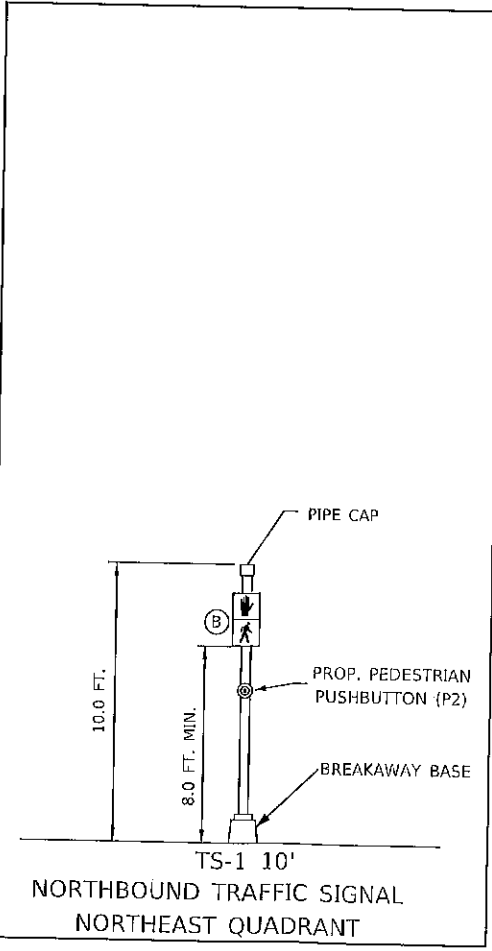 PIPE CAP
B
10.0 FT.
8.0 FT. MIN.
PROP. PEDESTRIAN
PUSHBUTTON (P2)
BREAKAWAY BASE
TS-1 10'
NORTHBOUND TRAFFIC SIGNAL
NORTHEAST QUADRANT